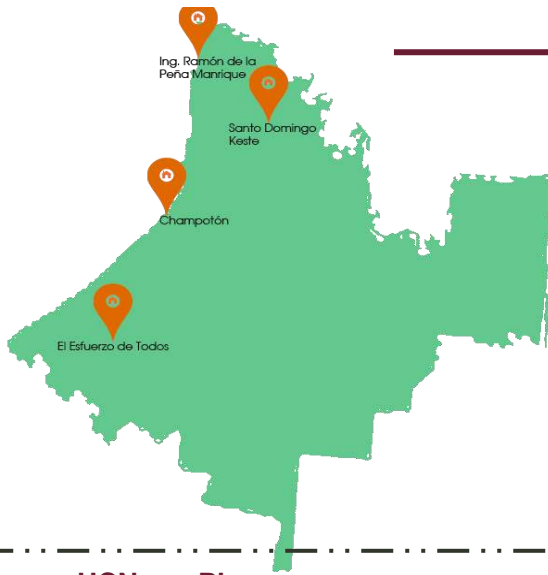 Ing. Ramón de la
Peña Manrique
Santo Domingo
Keste
Champotón
El Esfuerzo de Todos